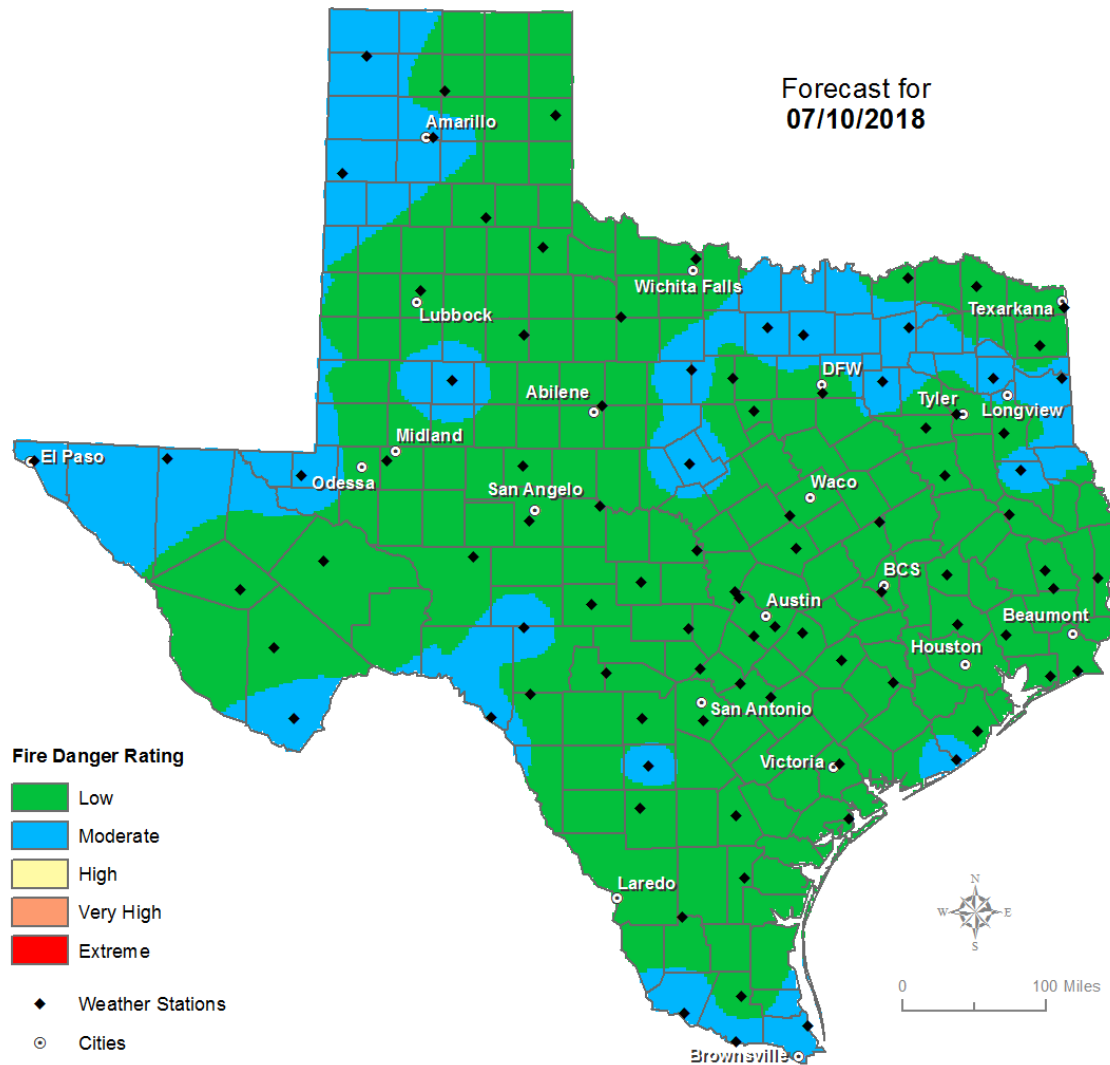 Forecast for
07/10/2018
Amarillo
Wichita Falls
Texarkana
Lubbock
DFW
Abilene
Tyler
Longview
Midland
El Paso
Odessa
San Angelo
Waco
BCS
Austin
Beaumont
Houston
San Antonio
Victoria
Laredo
Brownsville
Fire Danger Rating
Low
Moderate
High
Very High
Extreme
Weather Stations
Cities
N
W E
S
0 100 Miles